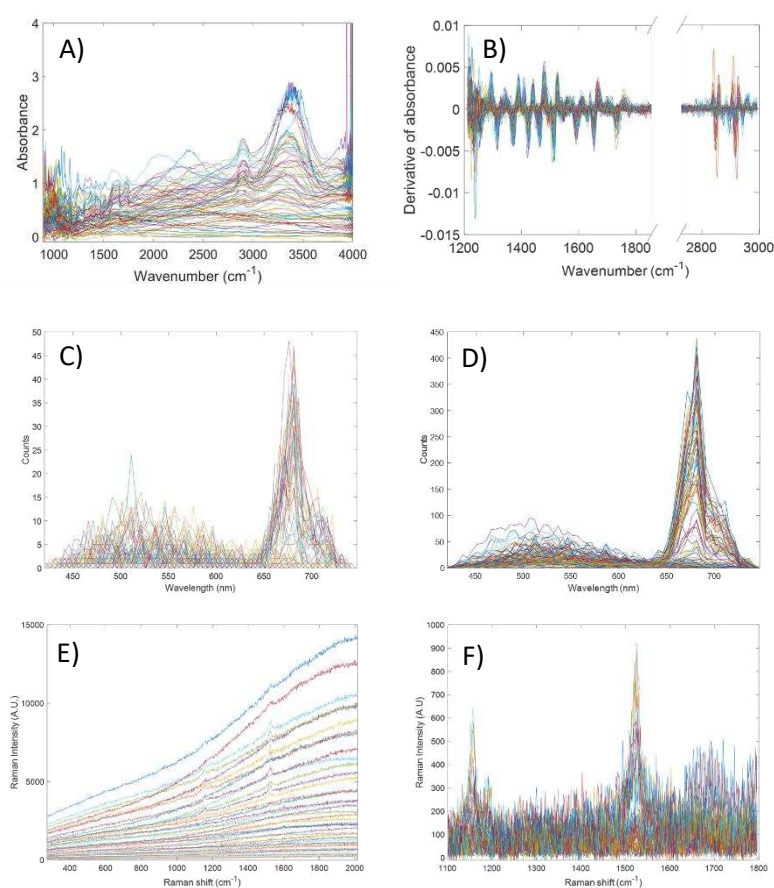 A)
4
3
2
1
0
Absorbance
1000 1500 2000 2500 3000 3500 4000
Wavenumber (cm-1)
B)
0.01
0.005
0
-0.005
-0.01
-0.015
Derivative of absorbance
1200 1400 1600 1800 2800 3000
Wavenumber (cm-1)
C)
50
45
40
35
30
25
20
15
10
5
0
Counts
450 500 550 600 650 700
Wavelength (nm)
D)
450
400
350
300
250
200
150
100
50
0
Counts
450 500 550 600 650 700
Wavelength (nm)
E)
15000
10000
5000
0
Raman Intensity (A.U.)
400 600 800 1000 1200 1400 1600 1800 2000
Raman shift (cm-1)
F)
1000
900
800
700
600
500
400
300
200
100
0
Raman Intensity (A.U)
1100 1200 1300 1400 1500 1600 1700 1800
Raman shift (cm-1)